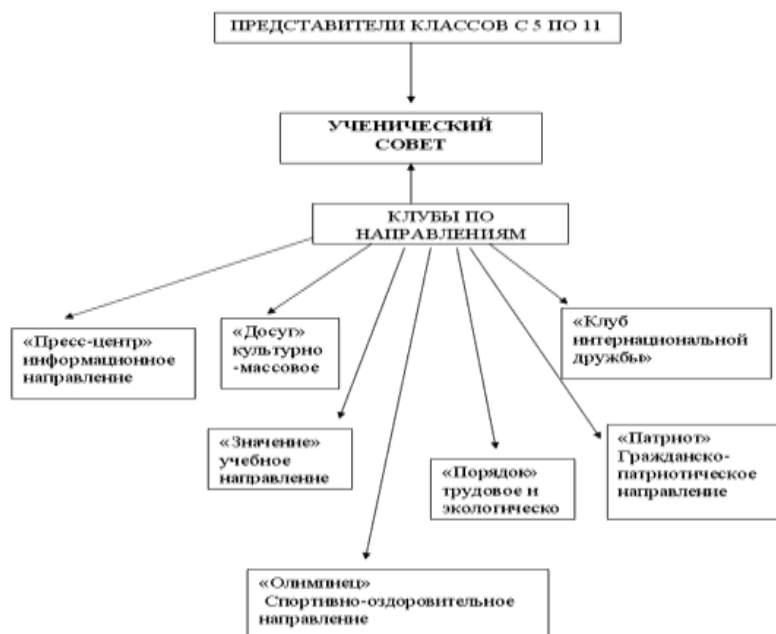 ПРЕДСТАВИТЕЛИ КЛАССОВ С 5 ПО 11
УЧЕНИЧЕСКИЙ
СОВЕТ
КЛУБЫ ПО
НАПРАВЛЕНИЯМ
«Пресс-центр»
информационное
направление
«Досуг»
культурно
-массовое
«Клуб
интернациональной
дружбы»
«Значение»
учебное
направление
«Порядок»
трудовое и
экологическо
«Патриот»
Гражданско-
патриотическое
направление
«Олимпиец»
Спортивно-оздоровительное
направление